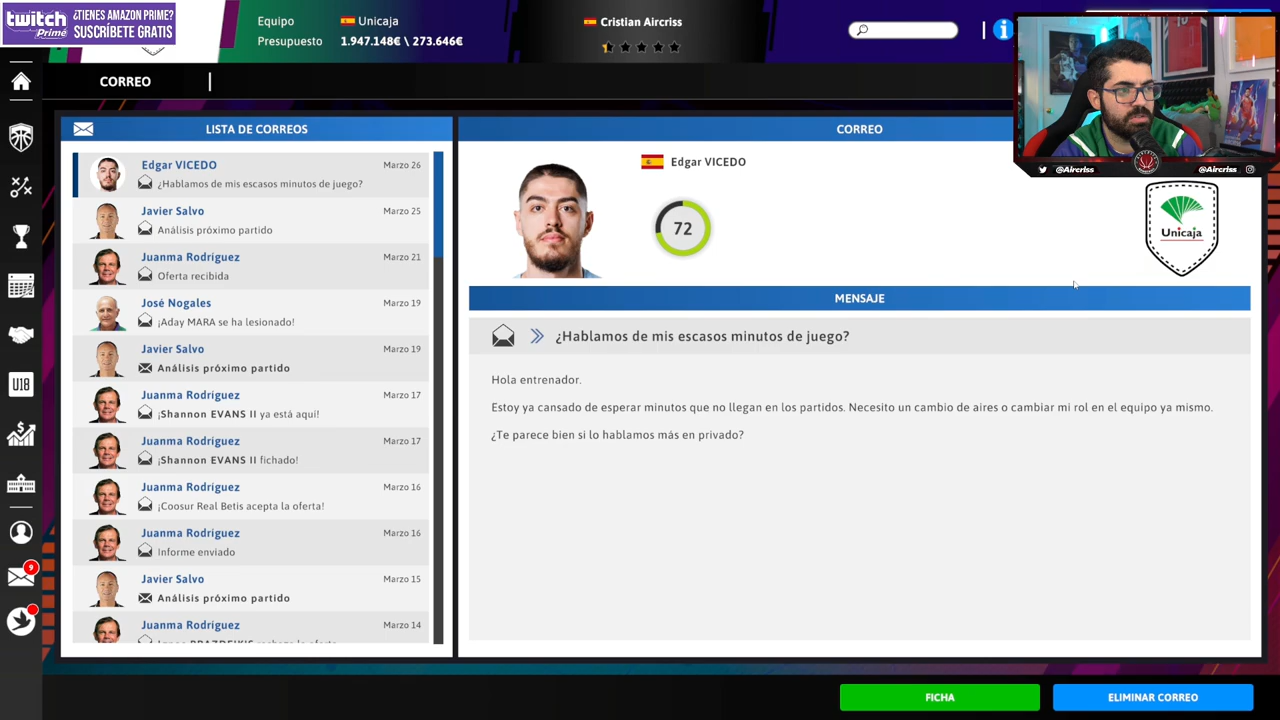 twitch
Prime
¿TIENES AMAZON PRIME?
SUSCRÍBETE GRATIS
Equipo
Unicaja
Presupuesto
1.947.148€ \ 273.646€
Cristian Aircriss
CORREO
LISTA DE CORREOS
Edgar VICEDO
Marzo 26
¿Hablamos de mis escasos minutos de juego?
Javier Salvo
Marzo 25
Análisis próximo partido
Juanma Rodríguez
Marzo 21
Oferta recibida
José Nogales
Marzo 19
¡Aday MARA se ha lesionado!
Javier Salvo
Marzo 19
Análisis próximo partido
Juanma Rodríguez
Marzo 17
¡Shannon EVANS II ya está aquí!
Juanma Rodríguez
Marzo 17
¡Shannon EVANS II fichado!
Juanma Rodríguez
Marzo 16
¡Coosur Real Betis acepta la oferta!
Juanma Rodríguez
Marzo 16
Informe enviado
Javier Salvo
Marzo 15
Análisis próximo partido
Juanma Rodríguez
Marzo 14
U18
9
CORREO
Edgar VICEDO
72
Unicaja
MENSAJE
¿Hablamos de mis escasos minutos de juego?
Hola entrenador.
Estoy ya cansado de esperar minutos que no llegan en los partidos. Necesito un cambio de aires o cambiar mi rol en el equipo ya mismo.
¿Te parece bien si lo hablamos más en privado?
FICHA
ELIMINAR CORREO
@Aircriss
@Aircriss